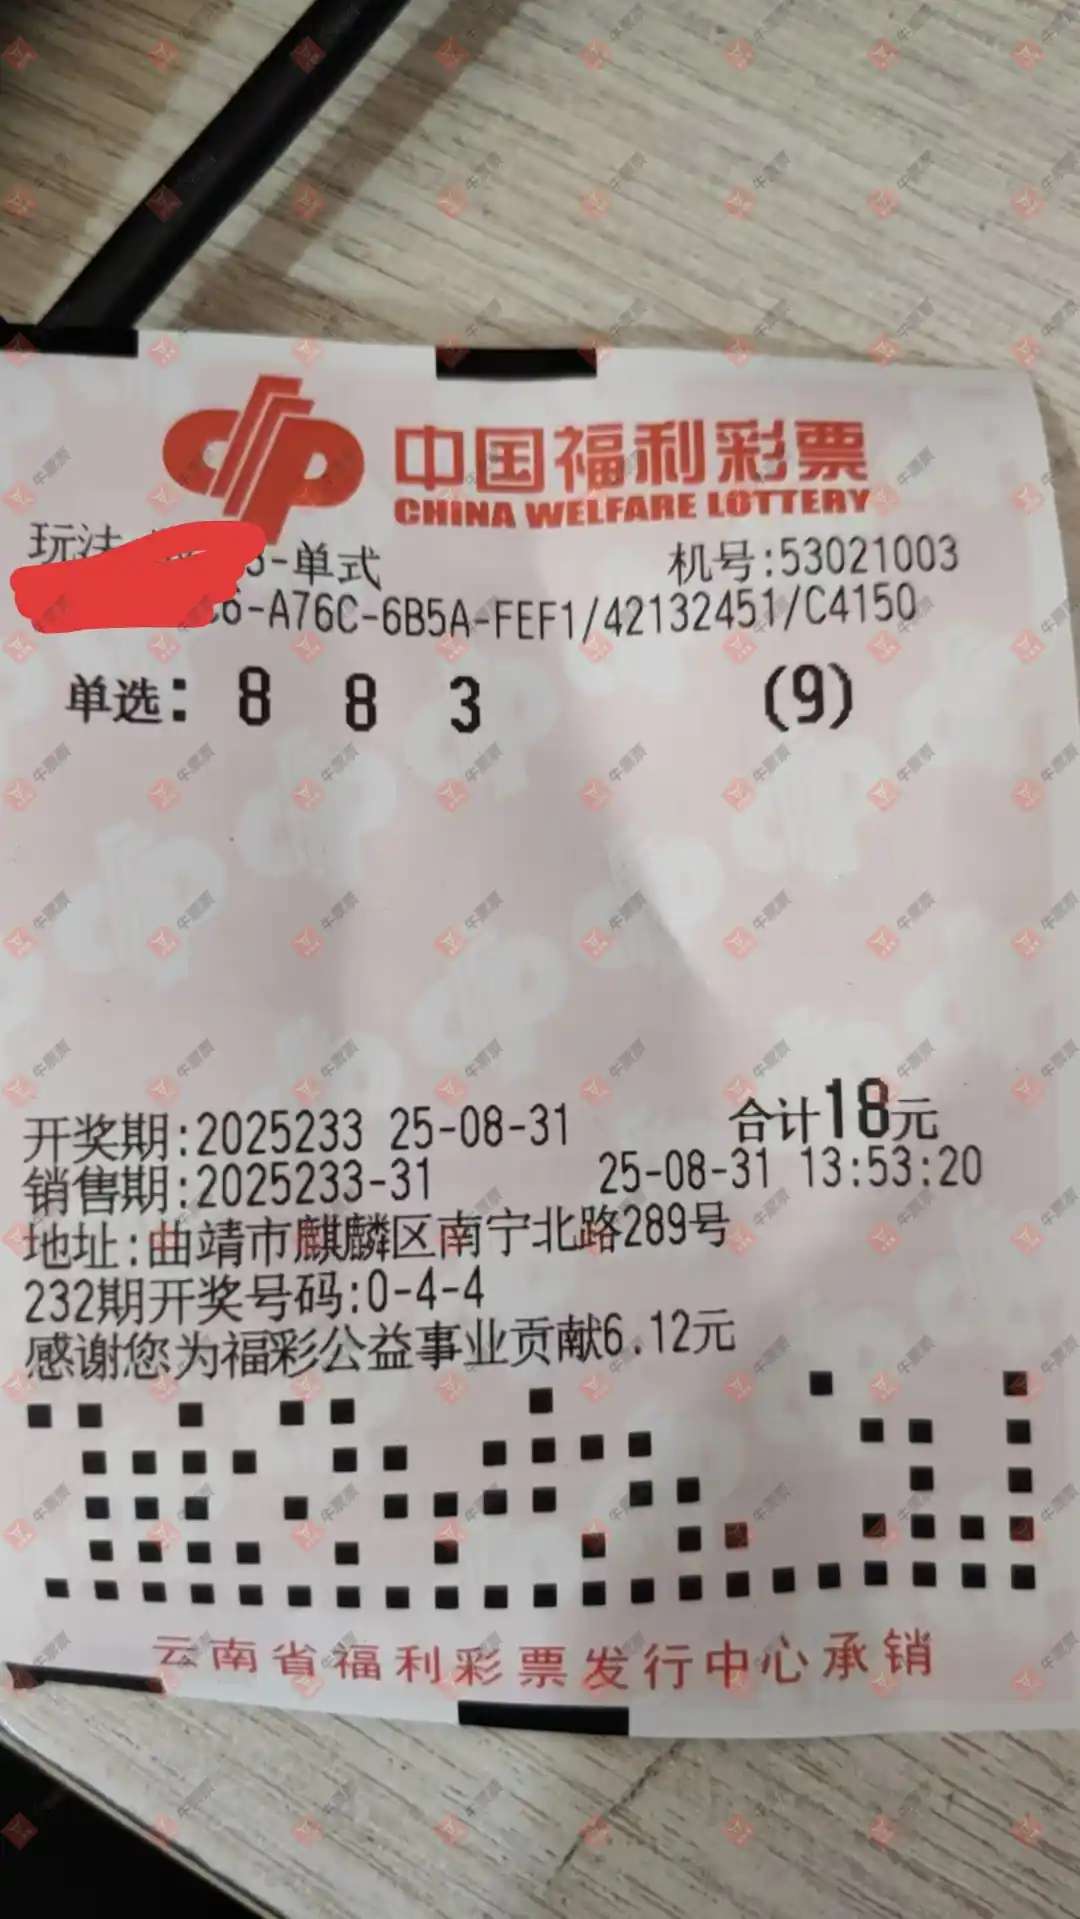 中国福利彩票
CHINA WELFARE LOTTERY
玩法 3-单式 机号:53021003
C6-A76C-6B5A-FEF1/42132451/C4150
单选: 8 8 3 (9)
开奖期:2025233 25-08-31 合计18元
销售期:2025233-31 25-08-31 13:53:20
地址:曲靖市麒麟区南宁北路289号
232期开奖号码:0-4-4
感谢您为福彩公益事业贡献6.12元
云南省福利彩票发行中心承销
牛票票